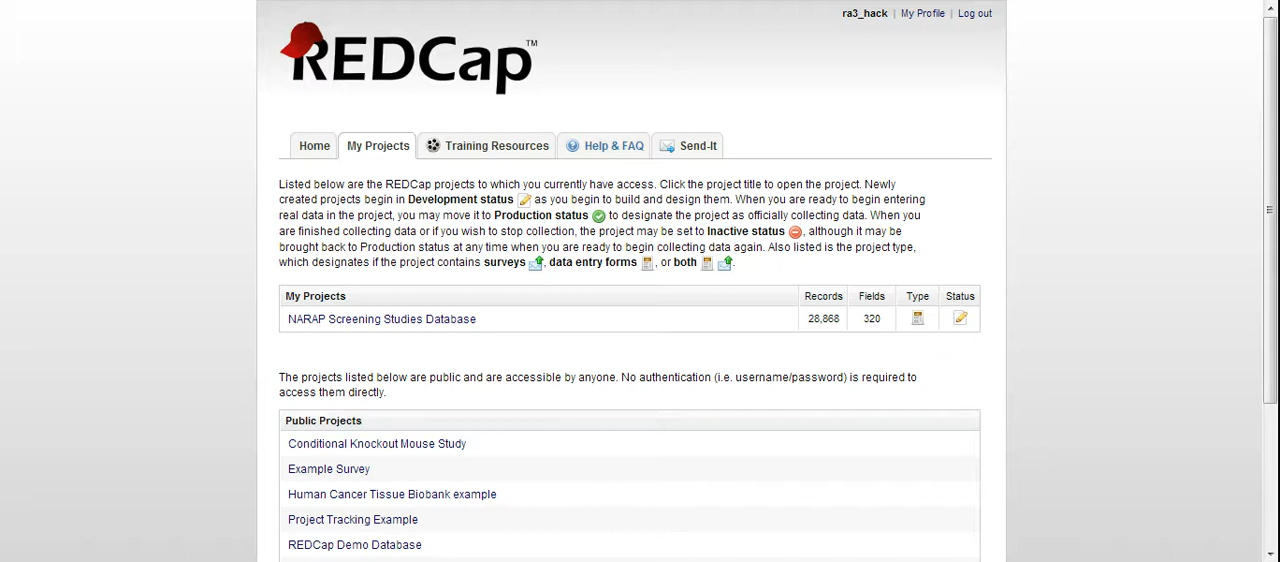 ra3_hack | My Profile | Log out
REDCap™
Home
My Projects
Training Resources
Help & FAQ
Send-It
Listed below are the REDCap projects to which you currently have access. Click the project title to open the project. Newly
created projects begin in Development status as you begin to build and design them. When you are ready to begin entering
real data in the project, you may move it to Production status to designate the project as officially collecting data. When you
are finished collecting data or if you wish to stop collection, the project may be set to Inactive status , although it may be
brought back to Production status at any time when you are ready to begin collecting data again. Also listed is the project type,
which designates if the project contains surveys , data entry forms , or both .
My Projects Records Fields Type Status
NARAP Screening Studies Database 28,868 320
The projects listed below are public and are accessible by anyone. No authentication (i.e. username/password) is required to
access them directly.
Public Projects
Conditional Knockout Mouse Study
Example Survey
Human Cancer Tissue Biobank example
Project Tracking Example
REDCap Demo Database